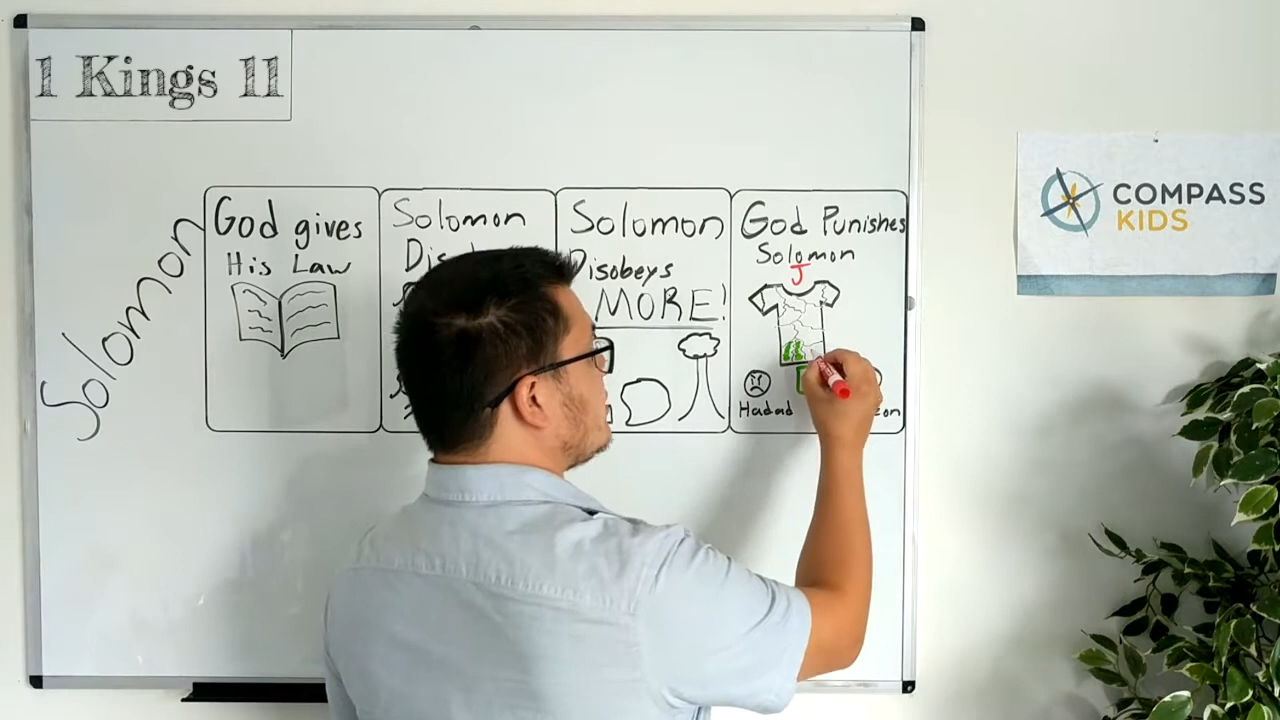 1 Kings 11
Solomon
God gives
His Law
Solomon
Solomon
Disobeys
MORE!
God Punishes
Solomon
J
Hadad
COMPASS
KIDS